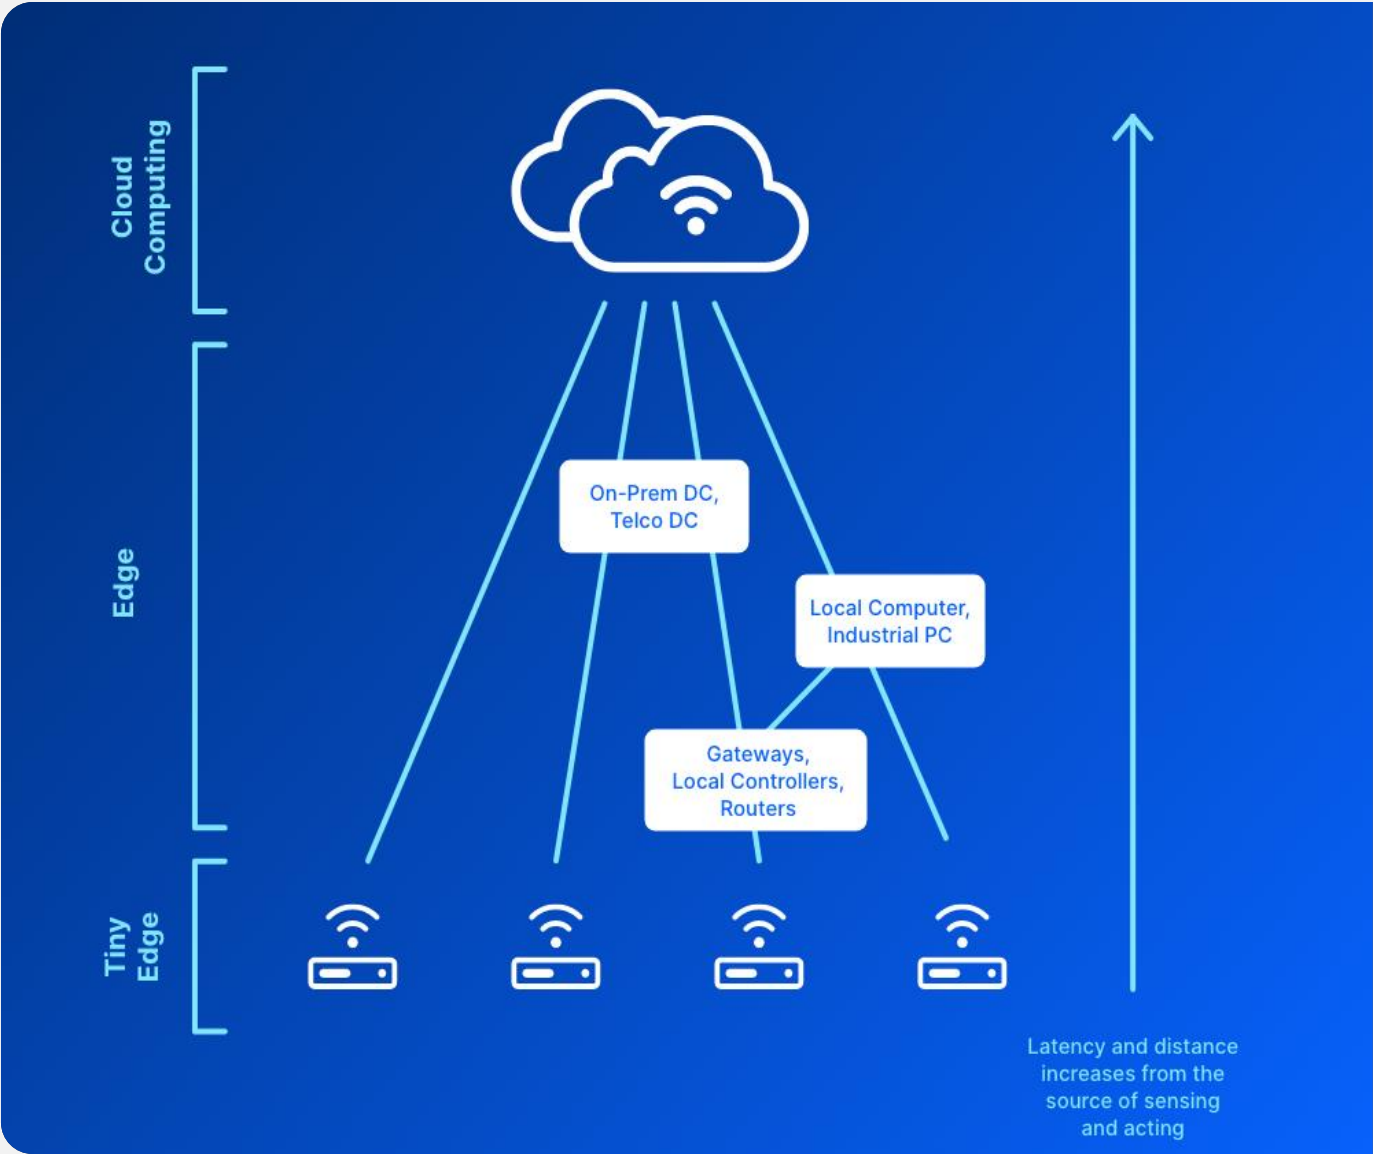 Cloud
Computing
On-Prem DC,
Telco DC
Edge
Local Computer,
Industrial PC
Gateways,
Local Controllers,
Routers
Tiny
Edge
Latency and distance
increases from the
source of sensing
and acting